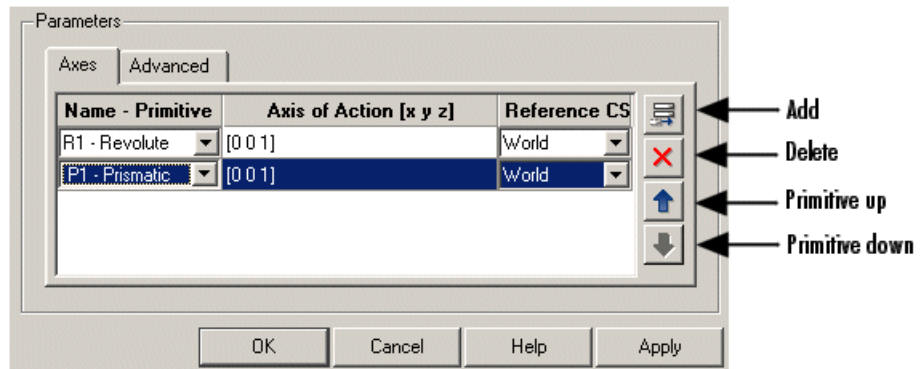 Parameters
Axes Advanced
Name - Primitive Axis of Action [x y z] Reference CS
R1 - Revolute [0 0 1] World
P1 - Prismatic [0 0 1] World
Add
Delete
Primitive up
Primitive down
OK Cancel Help Apply